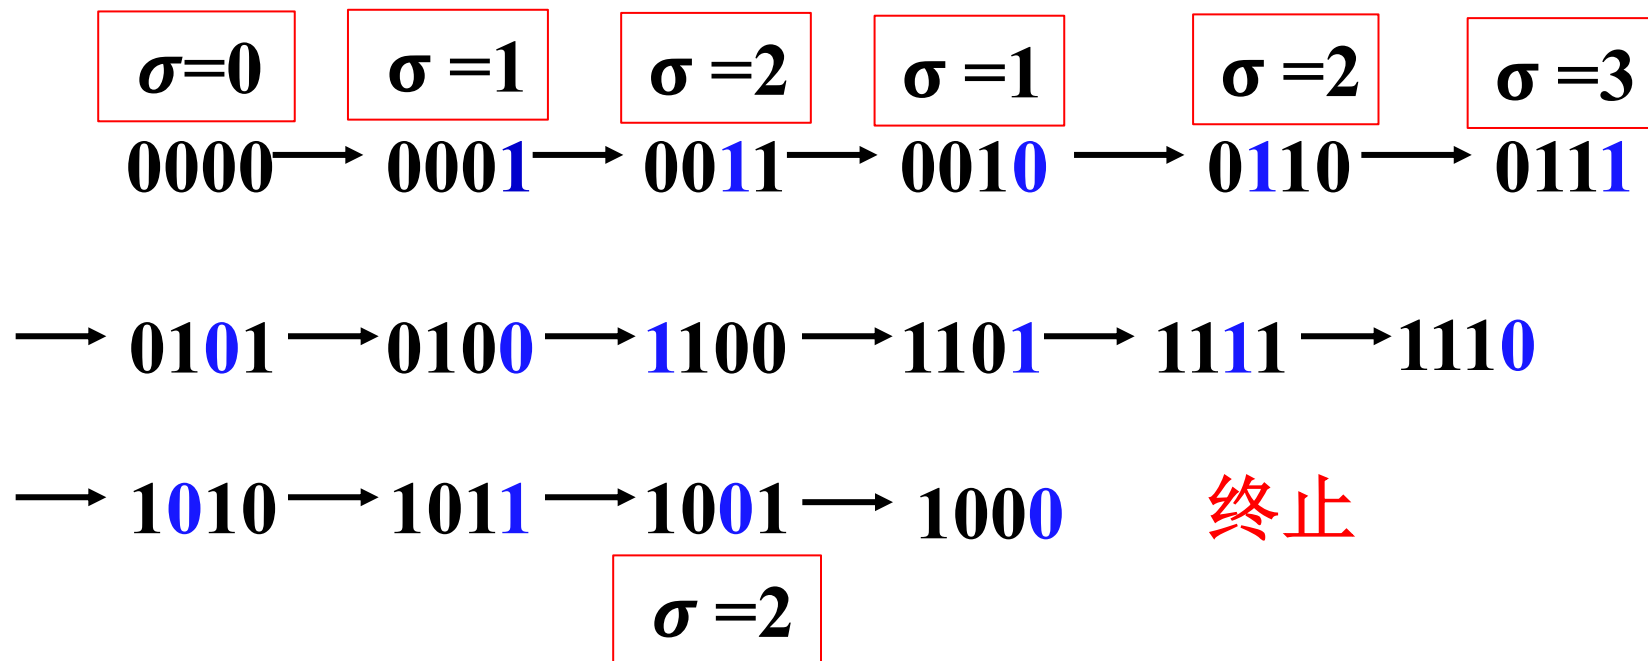 σ=0 σ =1 σ =2 σ =1 σ =2 σ =3
0000 → 0001 → 0011 → 0010 → 0110 → 0111
→ 0101 → 0100 → 1100 → 1101 → 1111 → 1110
→ 1010 → 1011 → 1001 → 1000 终止
σ =2